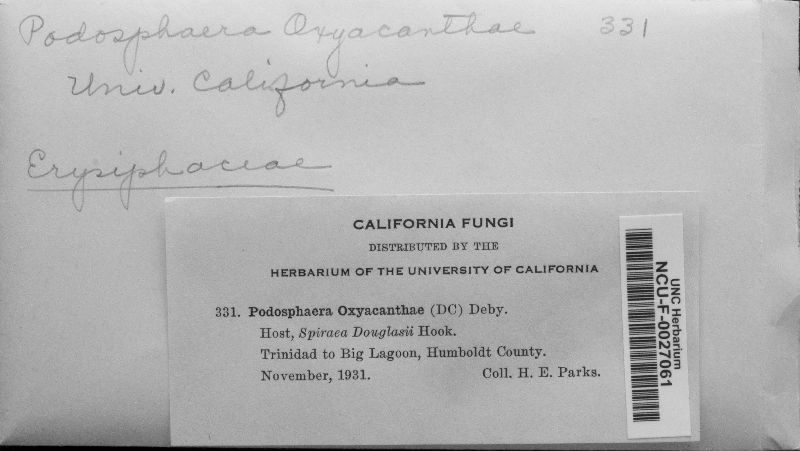 Podosphaera Oxyacanthae 331
Univ. California
Erysiphaceae
CALIFORNIA FUNGI
DISTRIBUTED BY THE
HERBARIUM OF THE UNIVERSITY OF CALIFORNIA
331. Podosphaera Oxyacanthae (DC) Deby.
Host, Spiraea Douglasii Hook.
Trinidad to Big Lagoon, Humboldt County.
November, 1931. Coll. H. E. Parks.
UNC Herbarium
NCU-F-0027061